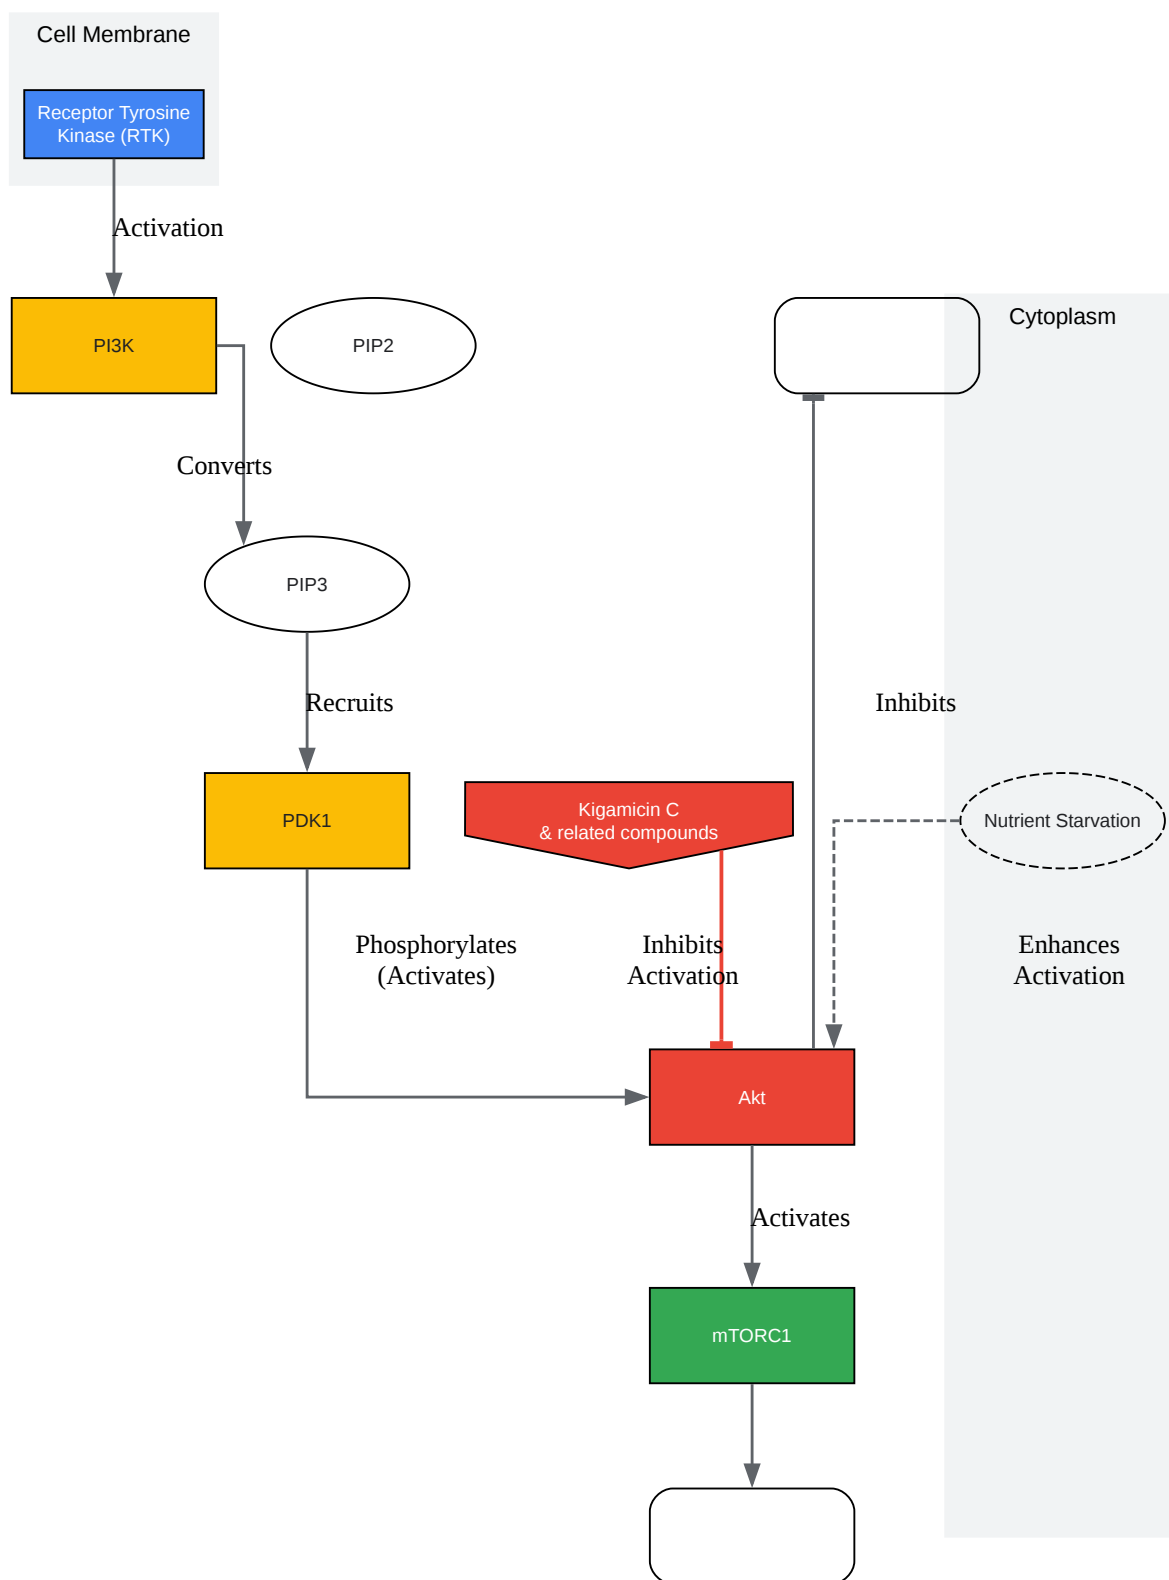 Cell Membrane
Receptor Tyrosine
Kinase (RTK)
Activation
PI3K
PIP2
Cytoplasm
Converts
PIP3
Recruits
Inhibits
PDK1
Kigamicin C
& related compounds
Nutrient Starvation
Phosphorylates
(Activates)
Inhibits
Activation
Enhances
Activation
Akt
Activates
mTORC1